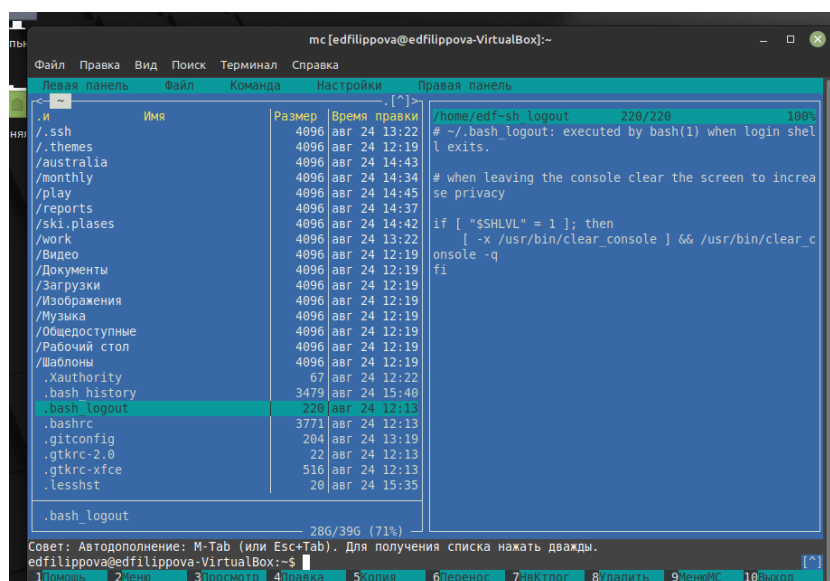 mc [edfilippova@edfilippova-VirtualBox]:~
Файл Правка Вид Поиск Терминал Справка
Левая панель Файл Команда Настройки Правая панель
<- ~ .[^]>
.и Имя Размер Время правки
/.ssh 4096 авг 24 13:22
/.themes 4096 авг 24 12:19
/australia 4096 авг 24 14:43
/monthly 4096 авг 24 14:34
/play 4096 авг 24 14:45
/reports 4096 авг 24 14:37
/ski.plases 4096 авг 24 14:42
/work 4096 авг 24 13:22
/Видео 4096 авг 24 12:19
/Документы 4096 авг 24 12:19
/Загрузки 4096 авг 24 12:19
/Изображения 4096 авг 24 12:19
/Музыка 4096 авг 24 12:19
/Общедоступные 4096 авг 24 12:19
/Рабочий стол 4096 авг 24 12:19
/Шаблоны 4096 авг 24 12:19
.Xauthority 67 авг 24 12:22
.bash_history 3479 авг 24 15:40
.bash_logout 220 авг 24 12:13
.bashrc 3771 авг 24 12:13
.gitconfig 204 авг 24 13:19
.gtkrc-2.0 22 авг 24 12:13
.gtkrc-xfce 516 авг 24 12:13
.lesshst 20 авг 24 15:35
.bash_logout
28G/39G (71%)
/home/edf~sh_logout 220/220 100%
# ~/.bash_logout: executed by bash(1) when login shel
l exits.
# when leaving the console clear the screen to increa
se privacy
if [ "$SHLVL" = 1 ]; then
[ -x /usr/bin/clear_console ] && /usr/bin/clear_c
onsole -q
fi
Совет: Автодополнение: M-Tab (или Esc+Tab). Для получения списка нажать дважды.
edfilippova@edfilippova-VirtualBox:~$ [^]
1Помощь 2Меню 3Просмотр 4Правка 5Копия 6Перенос 7НвКтлог 8Удалить 9МенюMC 10Выход